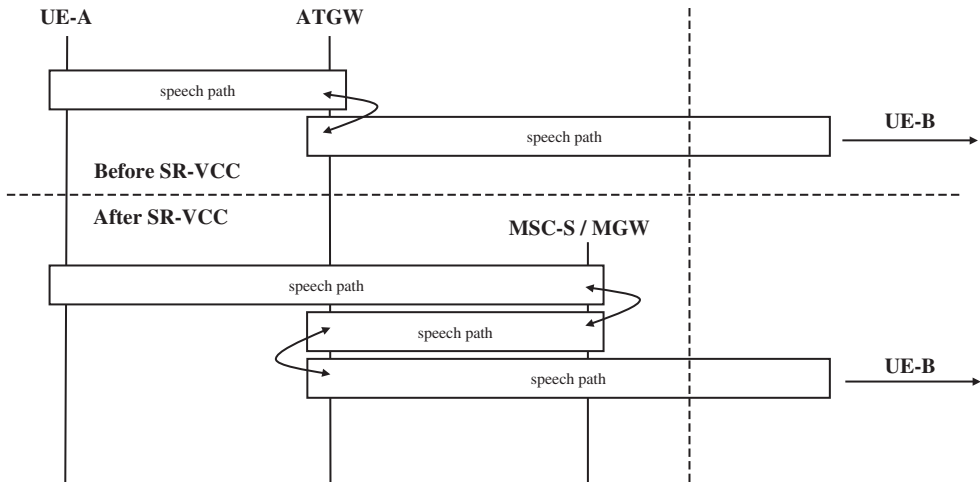 UE-A
ATGW
speech path
speech path
UE-B
Before SR-VCC
After SR-VCC
MSC-S / MGW
speech path
speech path
speech path
UE-B